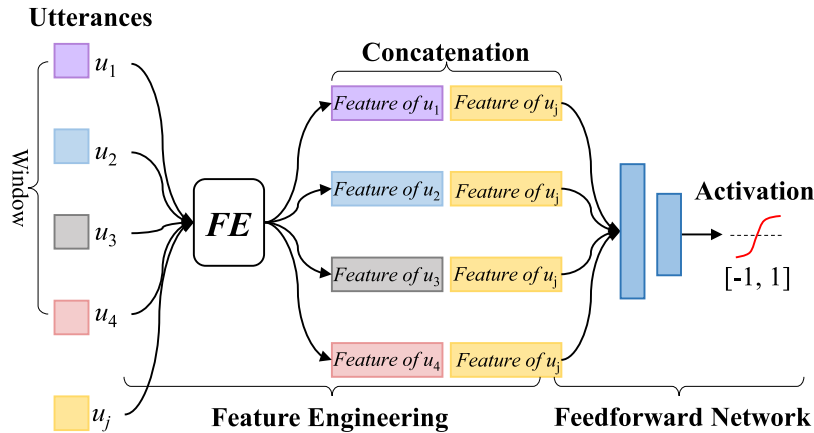 Utterances
u1
u2
u3
u4
uj
Window
FE
Concatenation
Feature of u1 Feature of uj
Feature of u2 Feature of uj
Feature of u3 Feature of uj
Feature of u4 Feature of uj
Activation
[-1, 1]
Feature Engineering
Feedforward Network